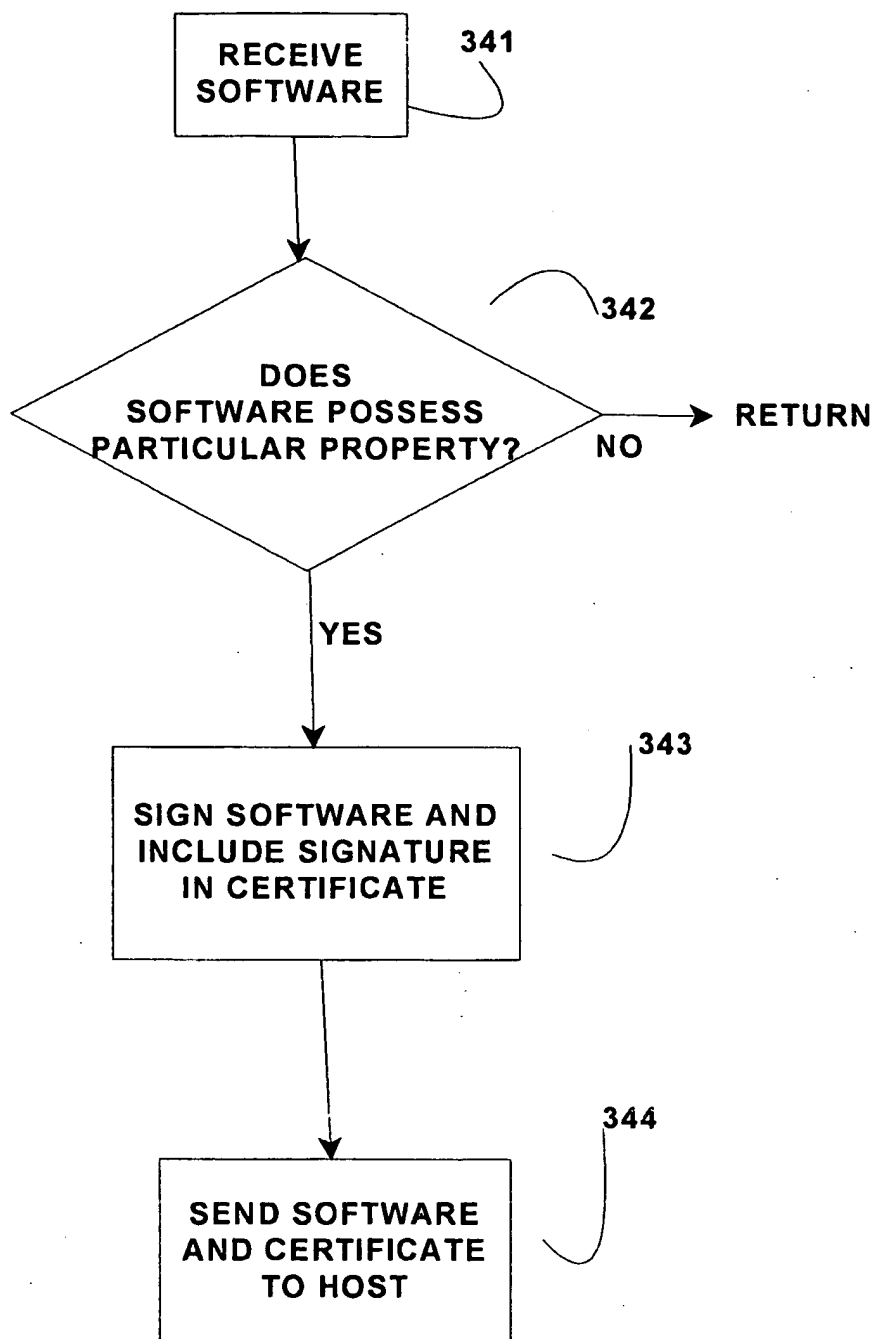 RECEIVE
SOFTWARE
341
342
DOES
SOFTWARE POSSESS
PARTICULAR PROPERTY?
NO
RETURN
YES
343
SIGN SOFTWARE AND
INCLUDE SIGNATURE
IN CERTIFICATE
344
SEND SOFTWARE
AND CERTIFICATE
TO HOST